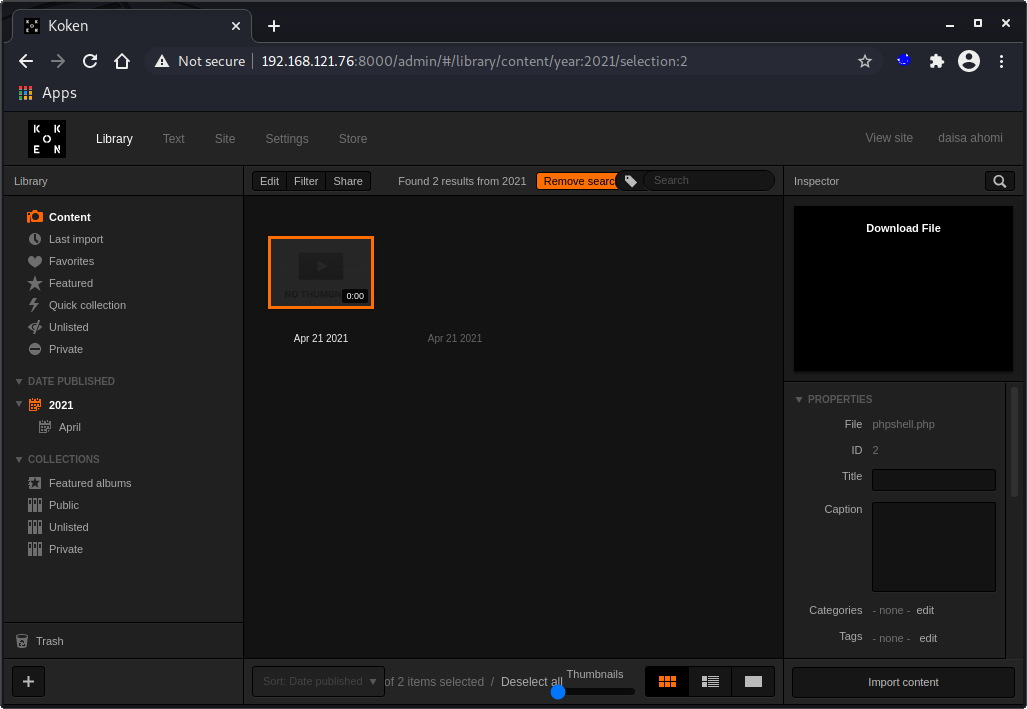 Koken
Not secure
192.168.121.76:8000/admin/#/library/content/year:2021/selection:2
Apps
K K
O
E N
Library
Text
Site
Settings
Store
View site
daisa ahomi
Library
Edit
Filter
Share
Found 2 results from 2021
Remove searc
Search
Inspector
Content
Last import
Favorites
Featured
Quick collection
Unlisted
Private
DATE PUBLISHED
2021
April
COLLECTIONS
Featured albums
Public
Unlisted
Private
Trash
NO THUMBN
0:00
Apr 21 2021
Apr 21 2021
Download File
PROPERTIES
File phpshell.php
ID 2
Title
Caption
Categories - none - edit
Tags - none - edit
Sort: Date published
of 2 items selected / Deselect all
Thumbnails
Import content